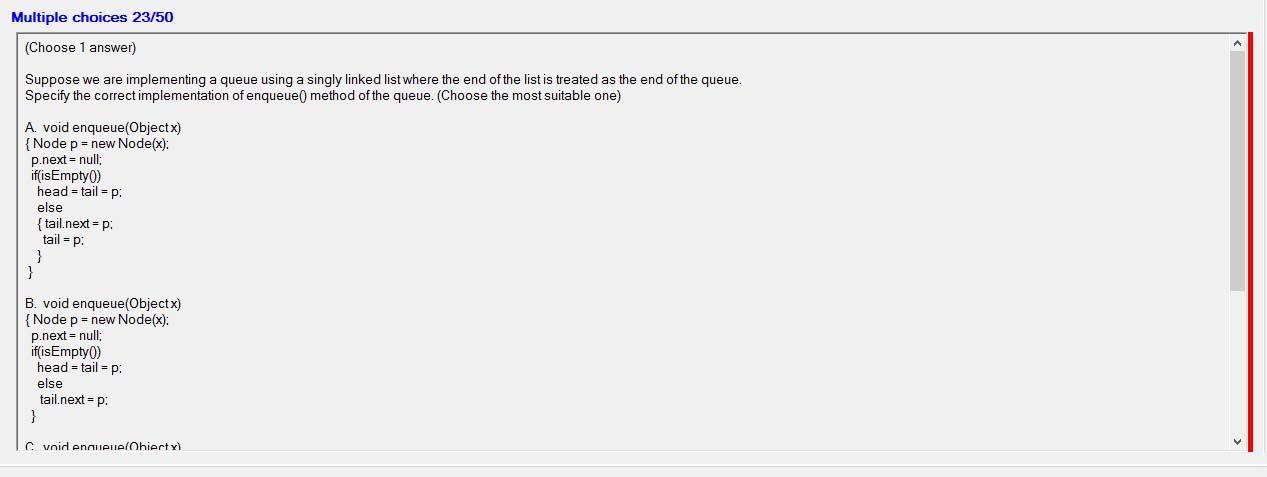 Multiple choices 23/50
(Choose 1 answer)
Suppose we are implementing a queue using a singly linked list where the end of the list is treated as the end of the queue.
Specify the correct implementation of enqueue() method of the queue. (Choose the most suitable one)
A. void enqueue(Object x)
{ Node p = new Node(x);
p.next = null;
if(isEmpty())
head = tail = p;
else
{ tail.next = p;
tail = p;
}
}
B. void enqueue(Object x)
{ Node p = new Node(x);
p.next = null;
if(isEmpty())
head = tail = p;
else
tail.next = p;
}
C. void enqueue(Object x)